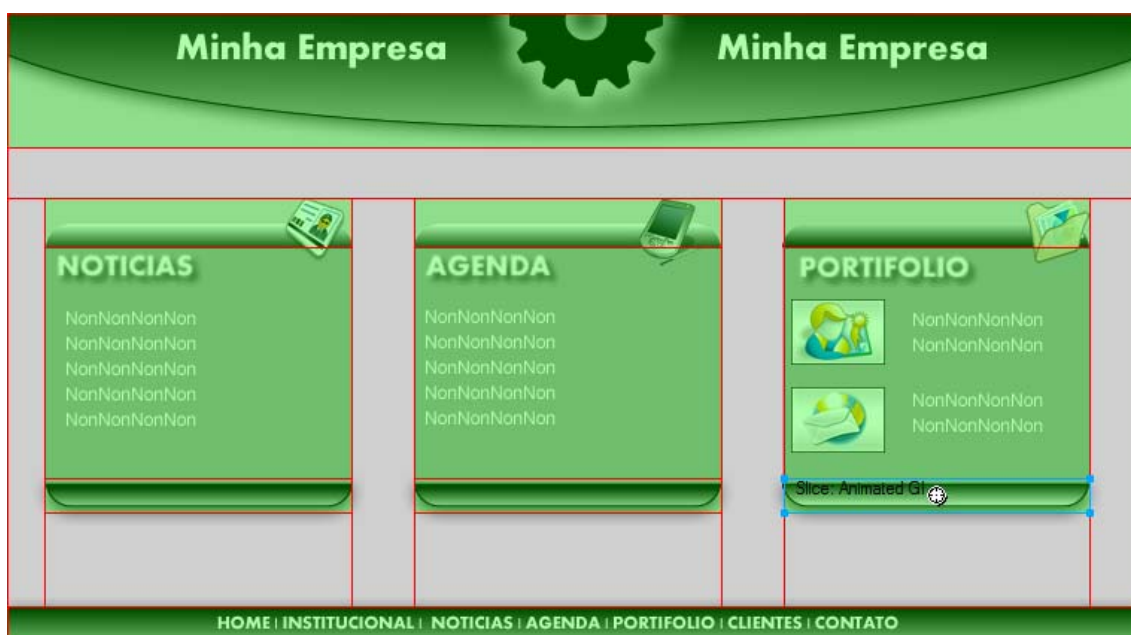 Minha Empresa
Minha Empresa
NOTICIAS
NonNonNonNon
NonNonNonNon
NonNonNonNon
NonNonNonNon
NonNonNonNon
AGENDA
NonNonNonNon
NonNonNonNon
NonNonNonNon
NonNonNonNon
NonNonNonNon
PORTIFOLIO
NonNonNonNon
NonNonNonNon
NonNonNonNon
NonNonNonNon
Slice: Animated GI
HOME | INSTITUCIONAL | NOTICIAS | AGENDA | PORTIFOLIO | CLIENTES | CONTATO